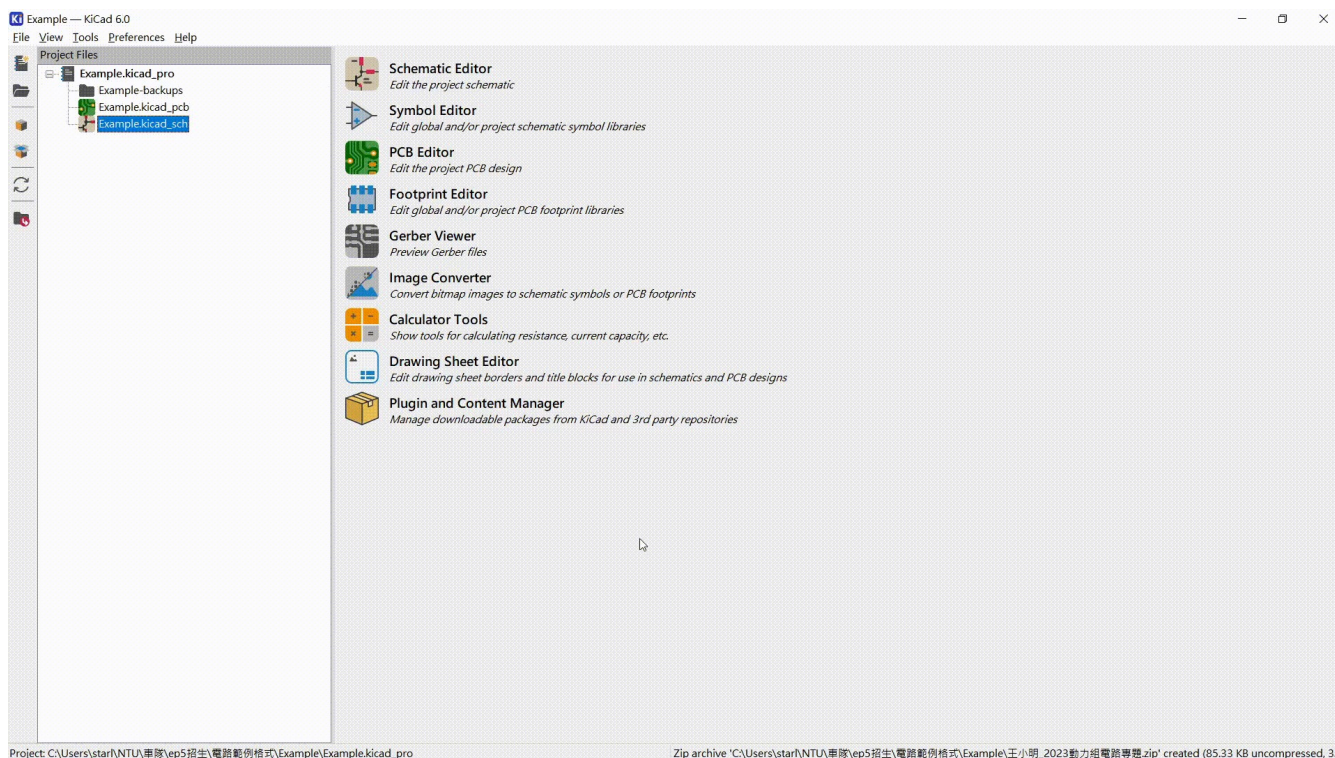 Ki Example — KiCad 6.0
File View Tools Preferences Help
Project Files
Example.kicad_pro
Example-backups
Example.kicad_pcb
Example.kicad_sch
Schematic Editor
Edit the project schematic
Symbol Editor
Edit global and/or project schematic symbol libraries
PCB Editor
Edit the project PCB design
Footprint Editor
Edit global and/or project PCB footprint libraries
Gerber Viewer
Preview Gerber files
Image Converter
Convert bitmap images to schematic symbols or PCB footprints
Calculator Tools
Show tools for calculating resistance, current capacity, etc.
Drawing Sheet Editor
Edit drawing sheet borders and title blocks for use in schematics and PCB designs
Plugin and Content Manager
Manage downloadable packages from KiCad and 3rd party repositories
Project: C:\Users\starl\NTU\車隊\ep5招生\電路範例格式\Example\Example.kicad_pro
Zip archive 'C:\Users\starl\NTU\車隊\ep5招生\電路範例格式\Example\王小明_2023動力組電路專題.zip' created (85.33 KB uncompressed, 3